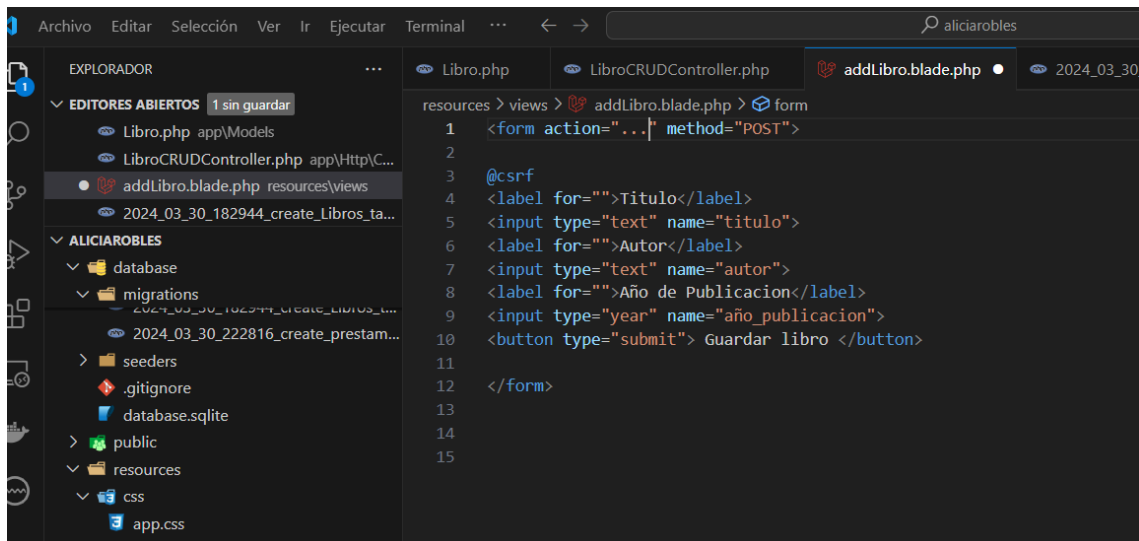 Archivo Editar Selección Ver Ir Ejecutar Terminal ··· ← → aliciarobles
EXPLORADOR ···
EDITORES ABIERTOS 1 sin guardar
Libro.php app\Models
LibroCRUDController.php app\Http\C...
addLibro.blade.php resources\views
2024_03_30_182944_create_Libros_ta...
ALICIAROBLES
database
migrations
2024_03_30_182944_create_Libros_t...
2024_03_30_222816_create_prestam...
seeders
.gitignore
database.sqlite
public
resources
css
app.css
1
Libro.php LibroCRUDController.php addLibro.blade.php 2024_03_30
resources > views > addLibro.blade.php > form
1 <form action="..." method="POST">
2
3 @csrf
4 <label for="">Titulo</label>
5 <input type="text" name="titulo">
6 <label for="">Autor</label>
7 <input type="text" name="autor">
8 <label for="">Año de Publicacion</label>
9 <input type="year" name="año_publicacion">
10 <button type="submit"> Guardar libro </button>
11
12 </form>
13
14
15